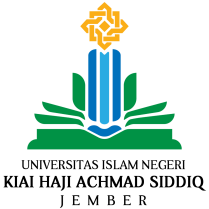 UNIVERSITAS ISLAM NEGERI
KIAI HAJI ACHMAD SIDDIQ
JEMBER